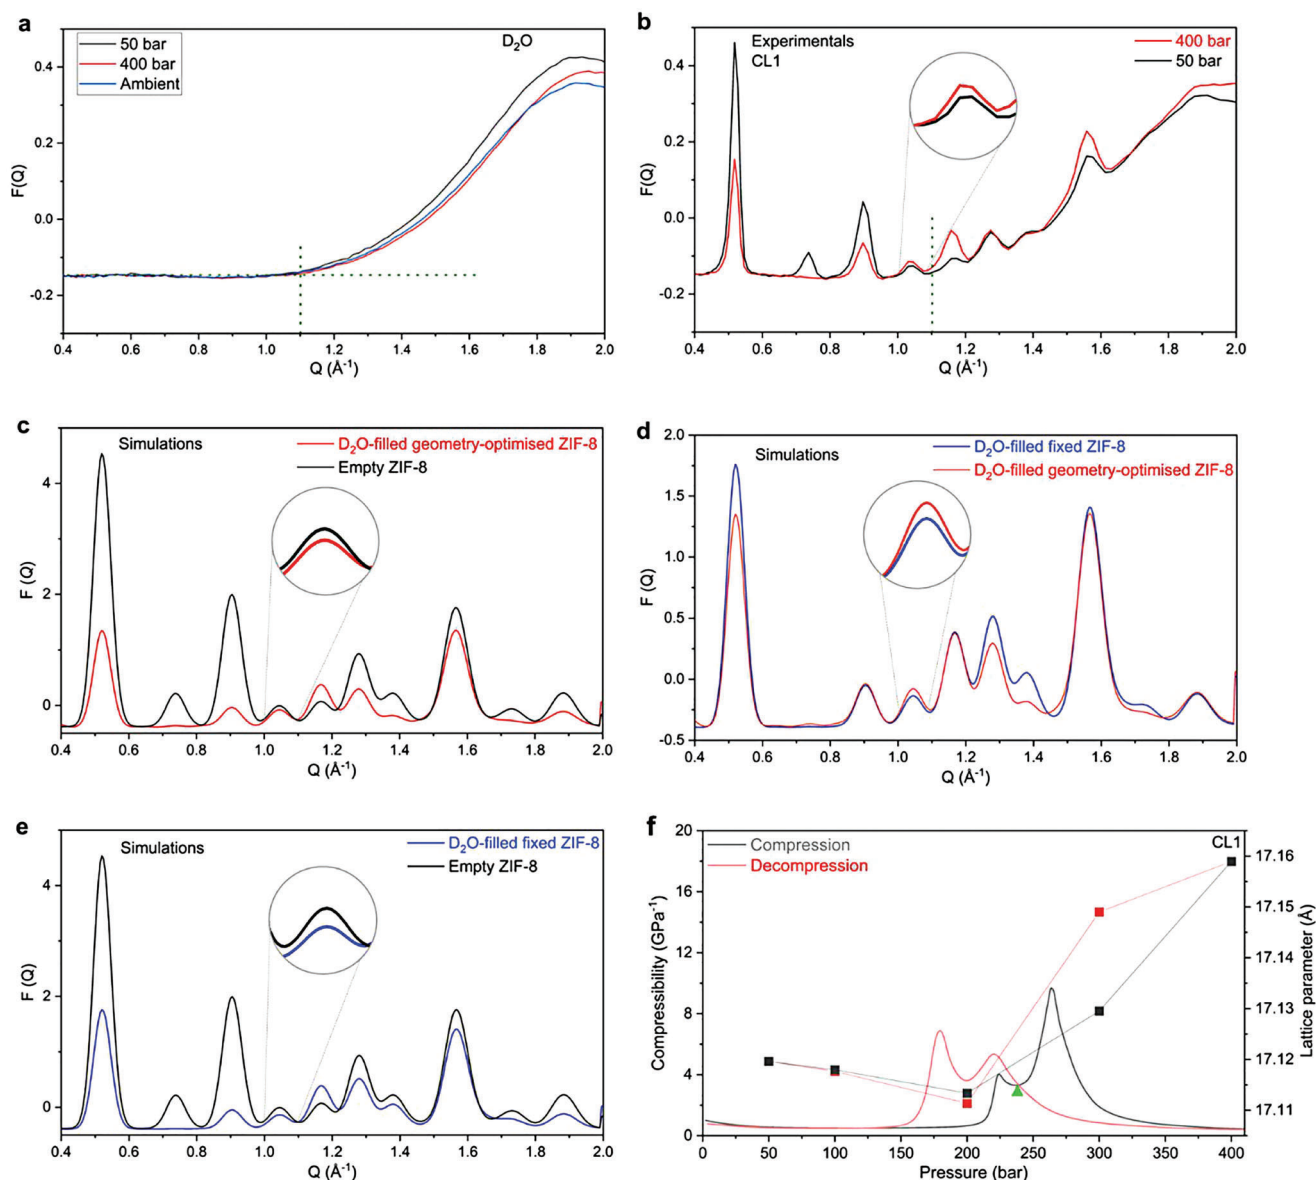 a
D₂O
50 bar
400 bar
Ambient
F(Q)
0.4
0.2
0.0
-0.2
0.4 0.6 0.8 1.0 1.2 1.4 1.6 1.8 2.0
Q (Å⁻¹)
b
Experimentals
CL1
400 bar
50 bar
F(Q)
0.4
0.2
0.0
-0.2
0.4 0.6 0.8 1.0 1.2 1.4 1.6 1.8 2.0
Q (Å⁻¹)
c
Simulations
D₂O-filled geometry-optimised ZIF-8
Empty ZIF-8
F (Q)
4
2
0
0.4 0.6 0.8 1.0 1.2 1.4 1.6 1.8 2.0
Q (Å⁻¹)
d
Simulations
D₂O-filled fixed ZIF-8
D₂O-filled geometry-optimised ZIF-8
F (Q)
2.0
1.5
1.0
0.5
0.0
-0.5
0.4 0.6 0.8 1.0 1.2 1.4 1.6 1.8 2.0
Q (Å⁻¹)
e
Simulations
D₂O-filled fixed ZIF-8
Empty ZIF-8
F (Q)
4
2
0
0.4 0.6 0.8 1.0 1.2 1.4 1.6 1.8 2.0
Q (Å⁻¹)
f
Compression
Decompression
CL1
Compressibility (GPa⁻¹)
20
16
12
8
4
0
0 50 100 150 200 250 300 350 400
Pressure (bar)
17.16
17.15
17.14
17.13
17.12
17.11
Lattice parameter (Å)